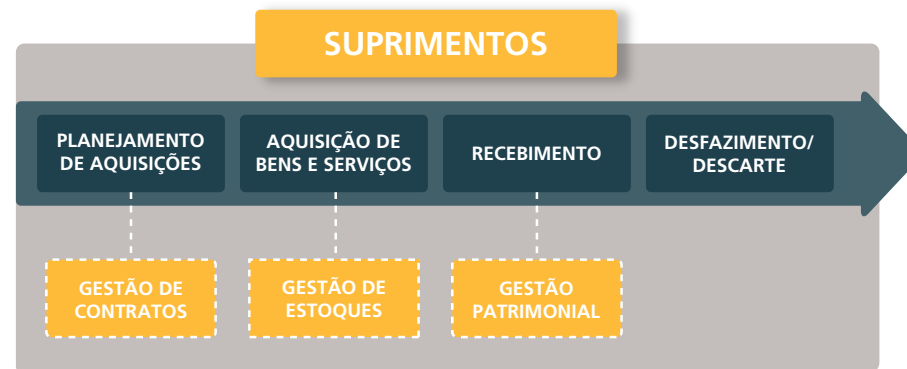 SUPRIMENTOS
PLANEJAMENTO
DE AQUISIÇÕES
AQUISIÇÃO DE
BENS E SERVIÇOS
RECEBIMENTO
DESFAZIMENTO/
DESCARTE
GESTÃO DE
CONTRATOS
GESTÃO DE
ESTOQUES
GESTÃO
PATRIMONIAL